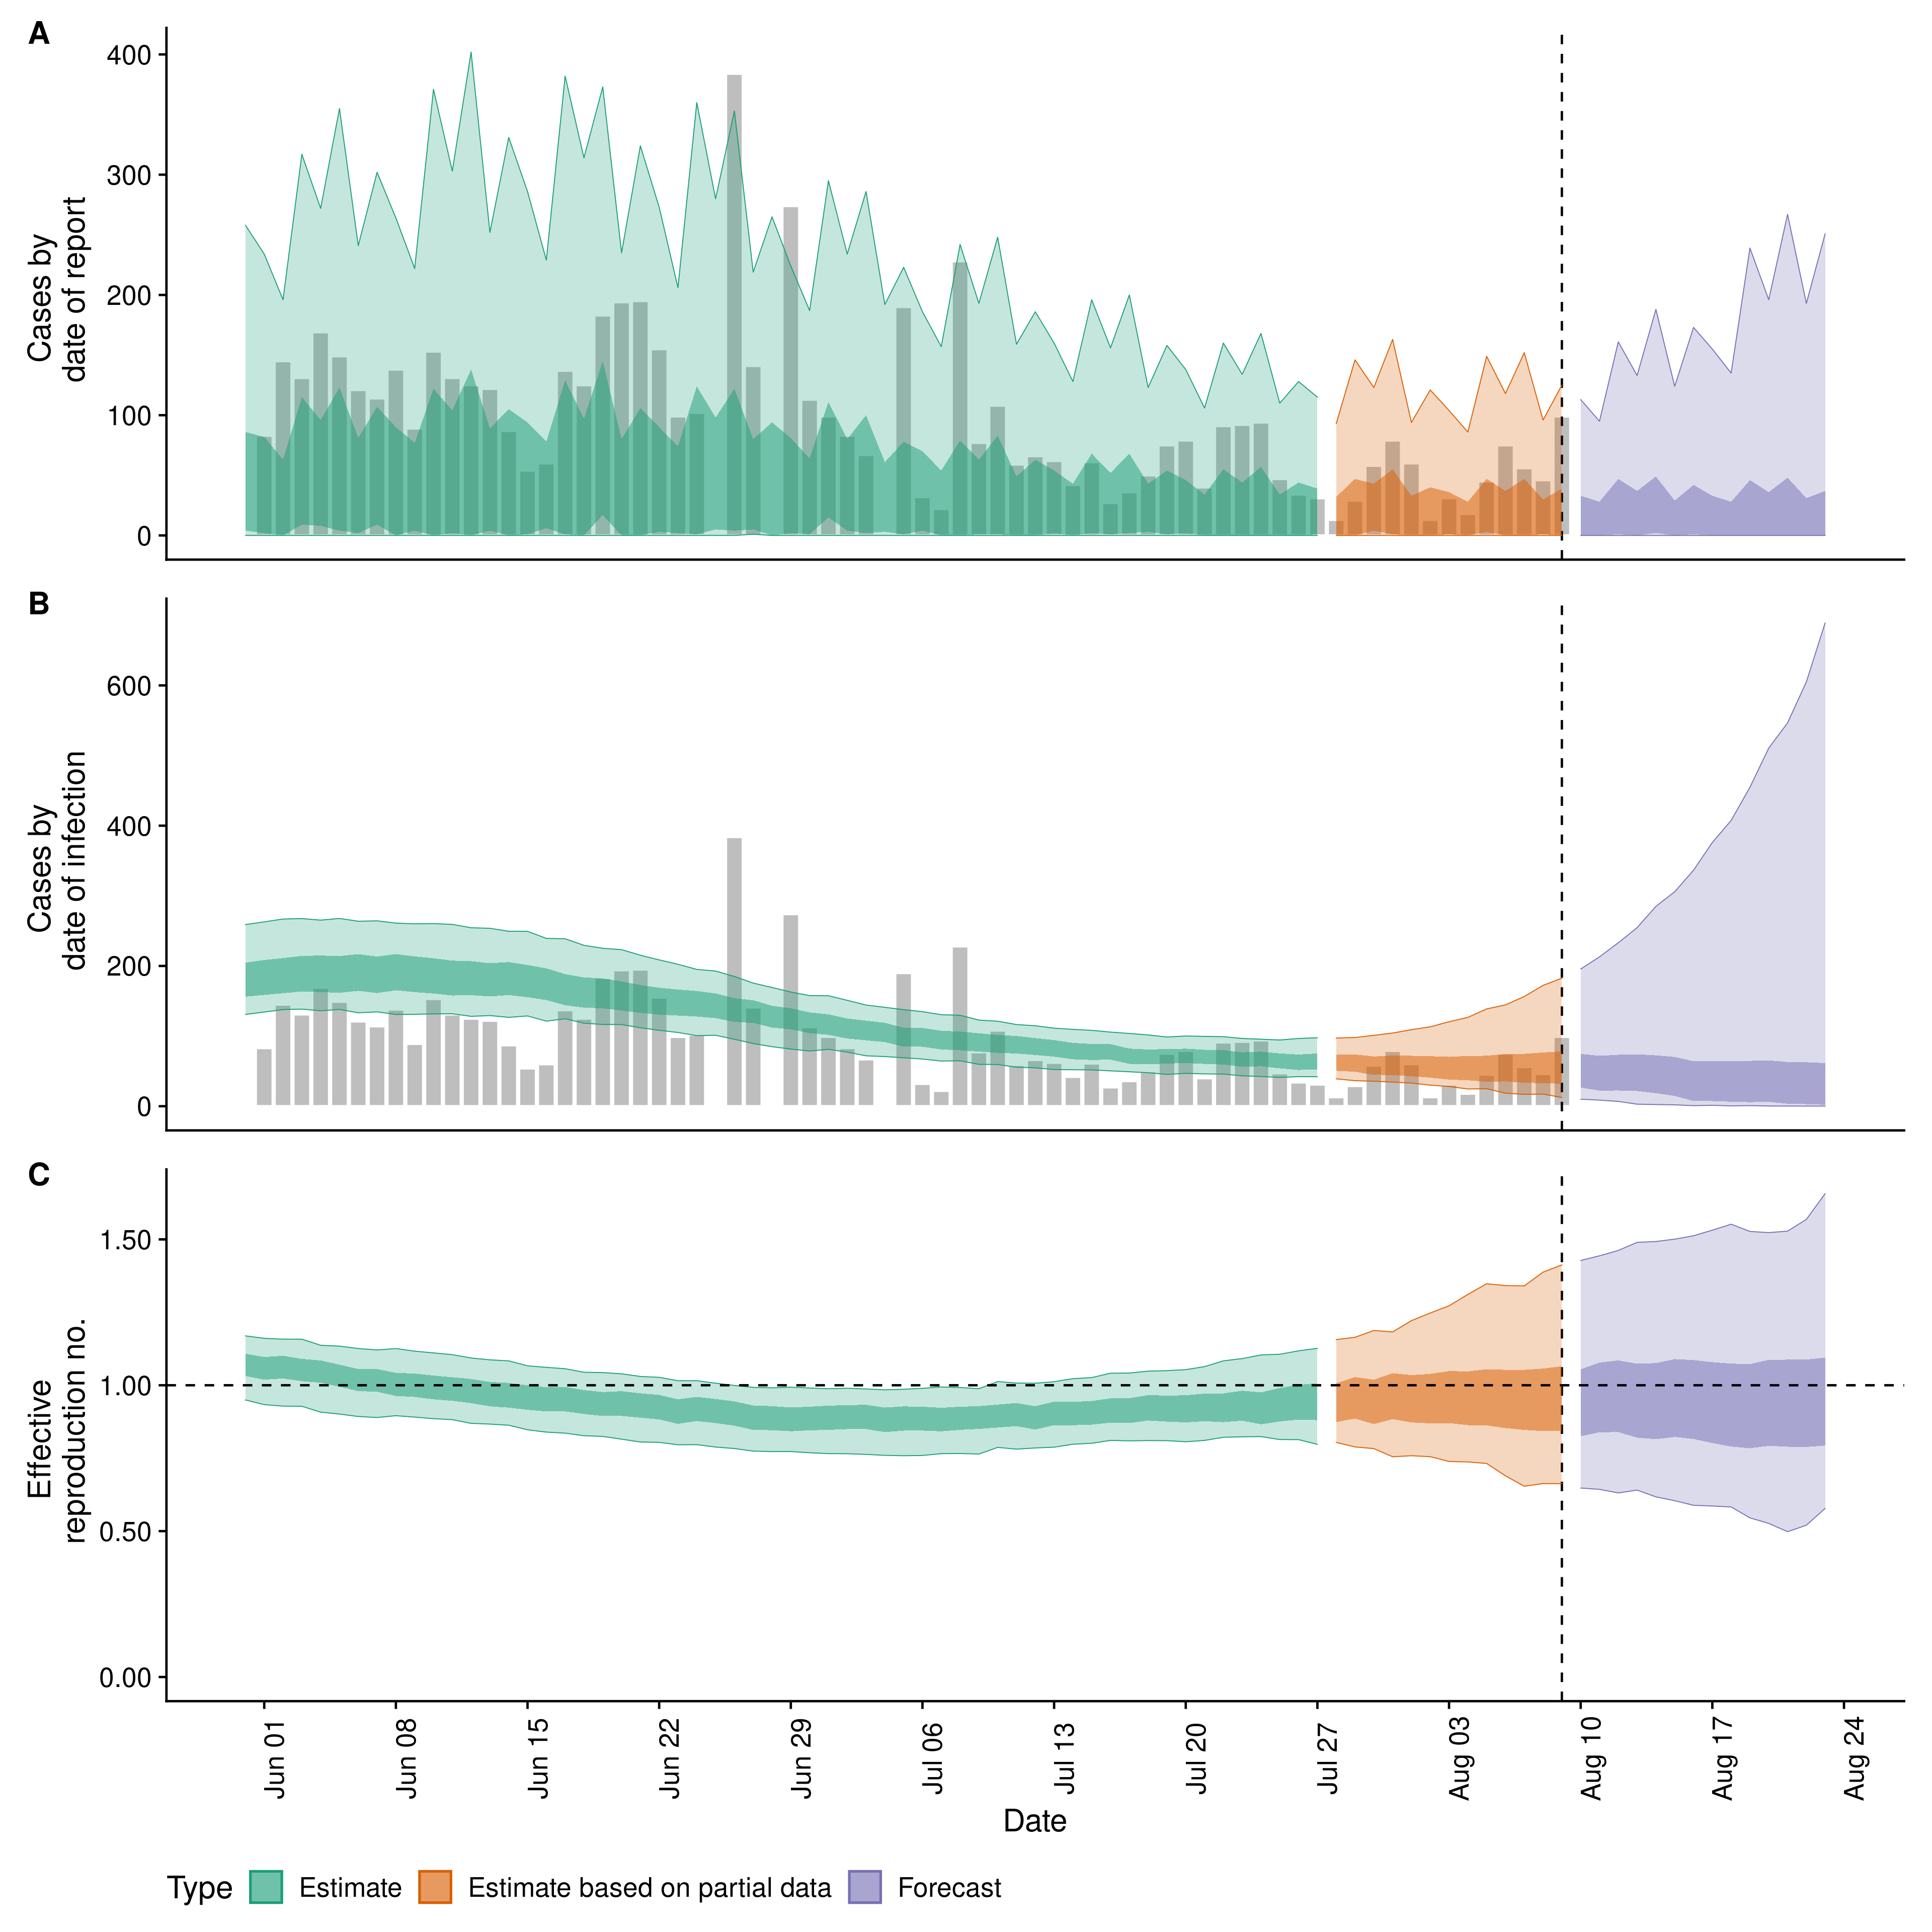 A
Cases by
date of report
400
300
200
100
0
B
Cases by
date of infection
600
400
200
0
C
Effective
reproduction no.
1.50
1.00
0.50
0.00
Jun 01
Jun 08
Jun 15
Jun 22
Jun 29
Jul 06
Jul 13
Jul 20
Jul 27
Aug 03
Aug 10
Aug 17
Aug 24
Date
Type Estimate Estimate based on partial data Forecast